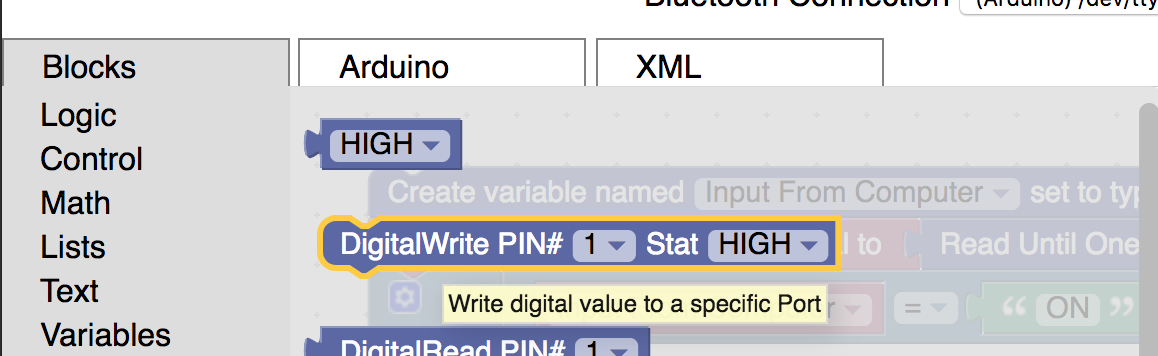 Bluetooth Connection (Arduino) /dev/tty
Blocks
Arduino
XML
Logic
Control
Math
Lists
Text
Variables
HIGH
Create variable named Input From Computer set to typ
DigitalWrite PIN# 1 Stat HIGH
l to Read Until One
Write digital value to a specific Port
r = “ ON ”
DigitalRead PIN# 1